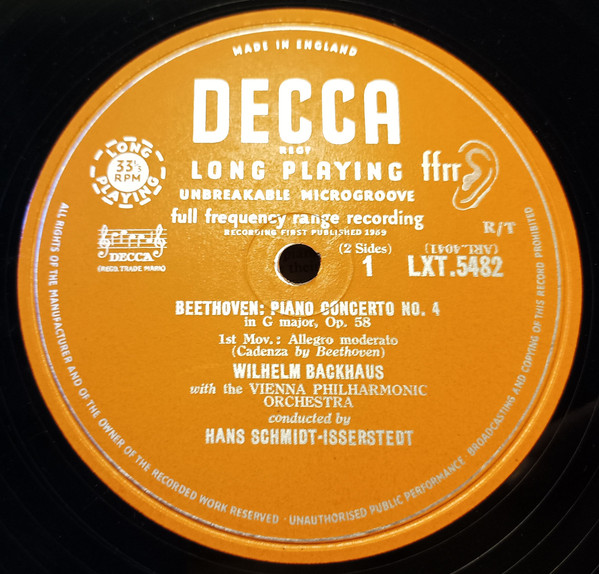 MADE IN ENGLAND
DECCA
REGD
LONG PLAYING
UNBREAKABLE MICROGROOVE
full frequency range recording
RECORDING FIRST PUBLISHED 1959
ffrr
LONG PLAYING
33⅓
RPM
DECCA
(REGD. TRADE MARK)
R/T
(2 Sides)
1
(ARL.4041)
LXT.5482
BEETHOVEN: PIANO CONCERTO NO. 4
in G major, Op. 58
1st Mov.: Allegro moderato
(Cadenza by Beethoven)
WILHELM BACKHAUS
with the VIENNA PHILHARMONIC
ORCHESTRA
conducted by
HANS SCHMIDT-ISSERSTEDT
ALL RIGHTS OF THE MANUFACTURER AND OF THE OWNER OF THE RECORDED WORK RESERVED · UNAUTHORISED PUBLIC PERFORMANCE, BROADCASTING AND COPYING OF THIS RECORD PROHIBITED